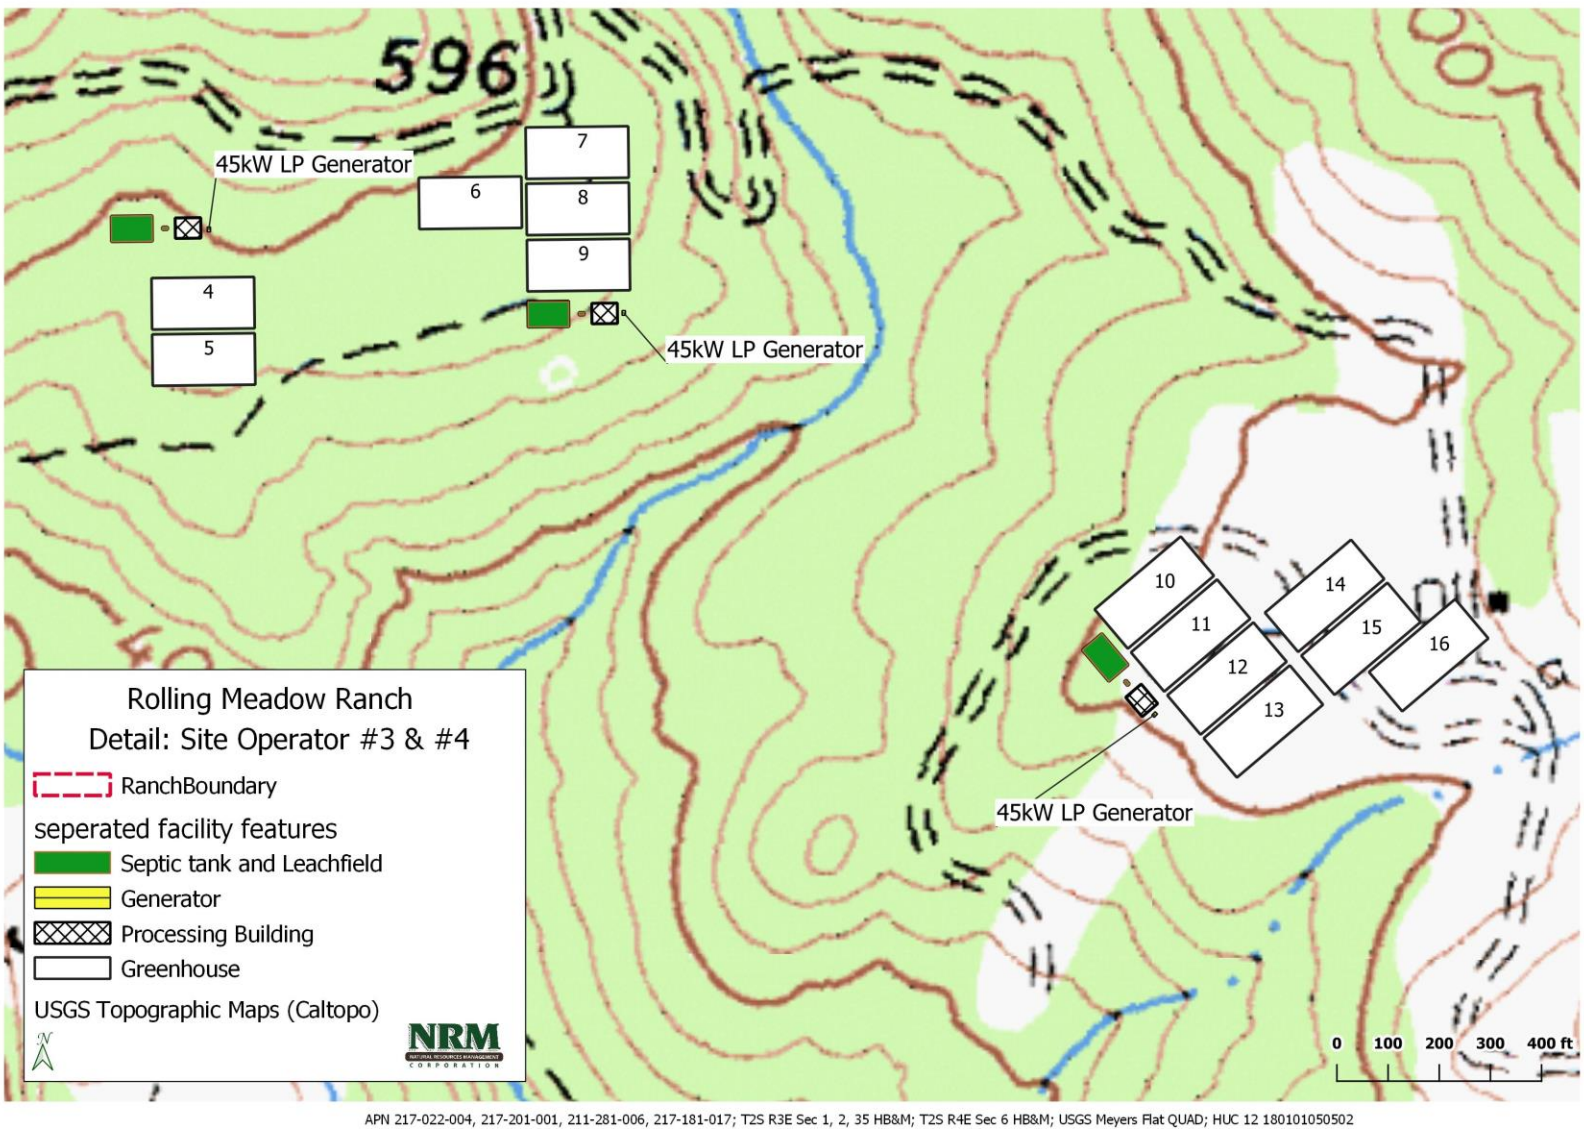 596
45kW LP Generator
7
6
8
9
4
5
45kW LP Generator
10
11
12
13
14
15
16
45kW LP Generator
Rolling Meadow Ranch
Detail: Site Operator #3 & #4
RanchBoundary
seperated facility features
Septic tank and Leachfield
Generator
Processing Building
Greenhouse
USGS Topographic Maps (Caltopo)
N
NRM
NATURAL RESOURCES MANAGEMENT
CORPORATION
0 100 200 300 400 ft
APN 217-022-004, 217-201-001, 211-281-006, 217-181-017; T2S R3E Sec 1, 2, 35 HB&M; T2S R4E Sec 6 HB&M; USGS Meyers Flat QUAD; HUC 12 180101050502